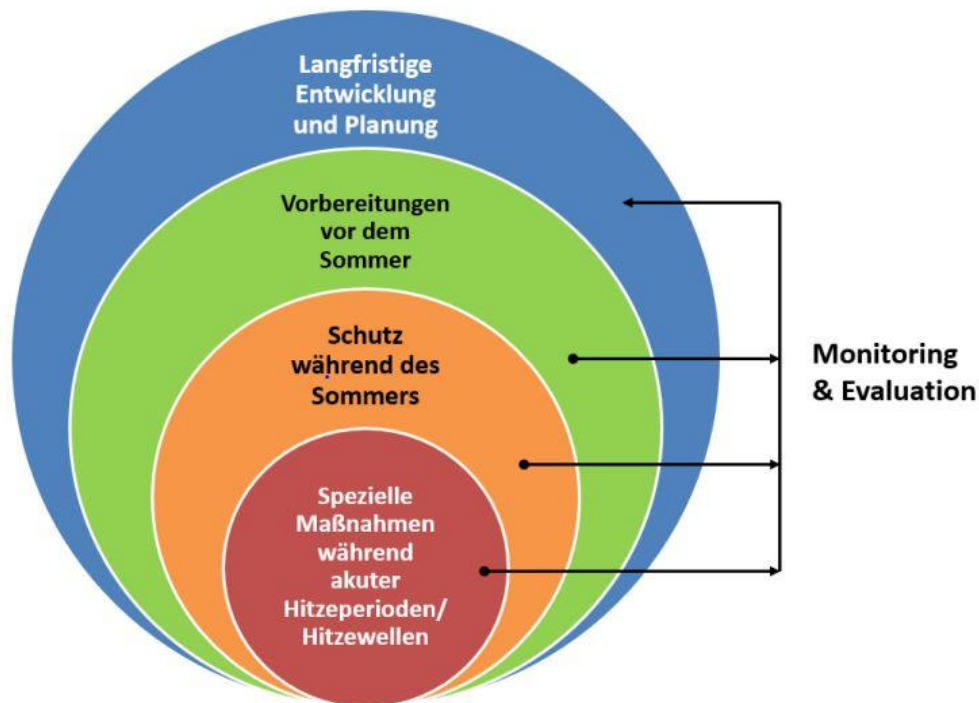 Langfristige
Entwicklung
und Planung
Vorbereitungen
vor dem
Sommer
Schutz
während des
Sommers
Spezielle
Maßnahmen
während
akuter
Hitzeperioden/
Hitzewellen
Monitoring
& Evaluation